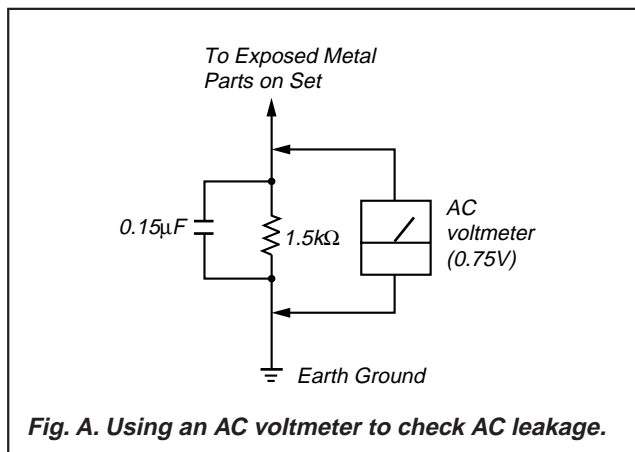 To Exposed Metal
Parts on Set
0.15μF
1.5kΩ
AC
voltmeter
(0.75V)
Earth Ground
Fig. A. Using an AC voltmeter to check AC leakage.